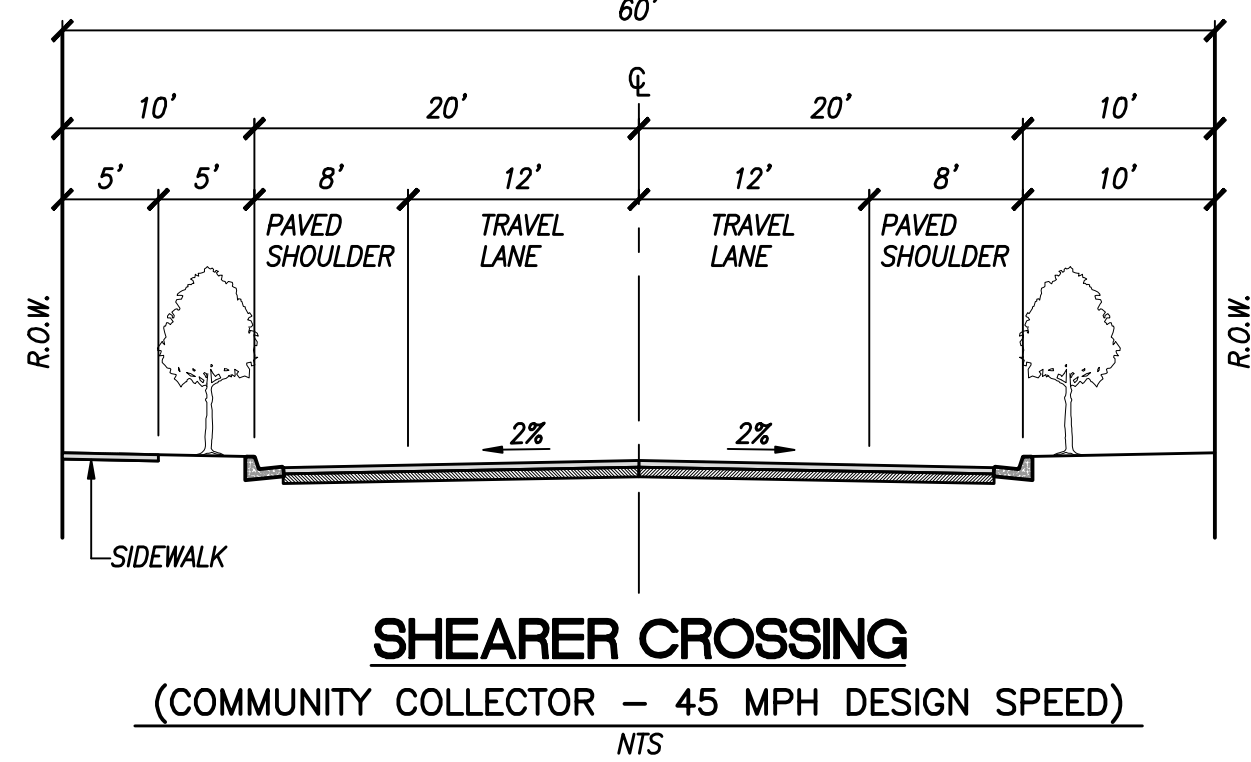 60'
℄
10' 20' 20' 10'
5' 5' 8' 12' 12' 8' 10'
PAVED SHOULDER
TRAVEL LANE
TRAVEL LANE
PAVED SHOULDER
R.O.W.
R.O.W.
2% 2%
SIDEWALK
SHEARER CROSSING
(COMMUNITY COLLECTOR - 45 MPH DESIGN SPEED)
NTS